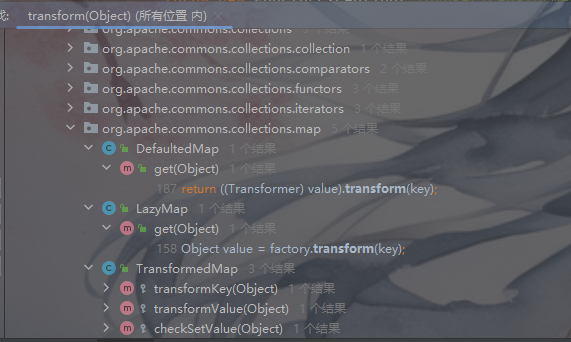 transform(Object) (所有位置 内)
org.apache.commons.collections 3 个结果
org.apache.commons.collections.collection 1 个结果
org.apache.commons.collections.comparators 2 个结果
org.apache.commons.collections.functors 3 个结果
org.apache.commons.collections.iterators 3 个结果
org.apache.commons.collections.map 5 个结果
DefaultedMap 1 个结果
get(Object) 1 个结果
187 return ((Transformer) value).transform(key);
LazyMap 1 个结果
get(Object) 1 个结果
158 Object value = factory.transform(key);
TransformedMap 3 个结果
transformKey(Object) 1 个结果
transformValue(Object) 1 个结果
checkSetValue(Object) 1 个结果